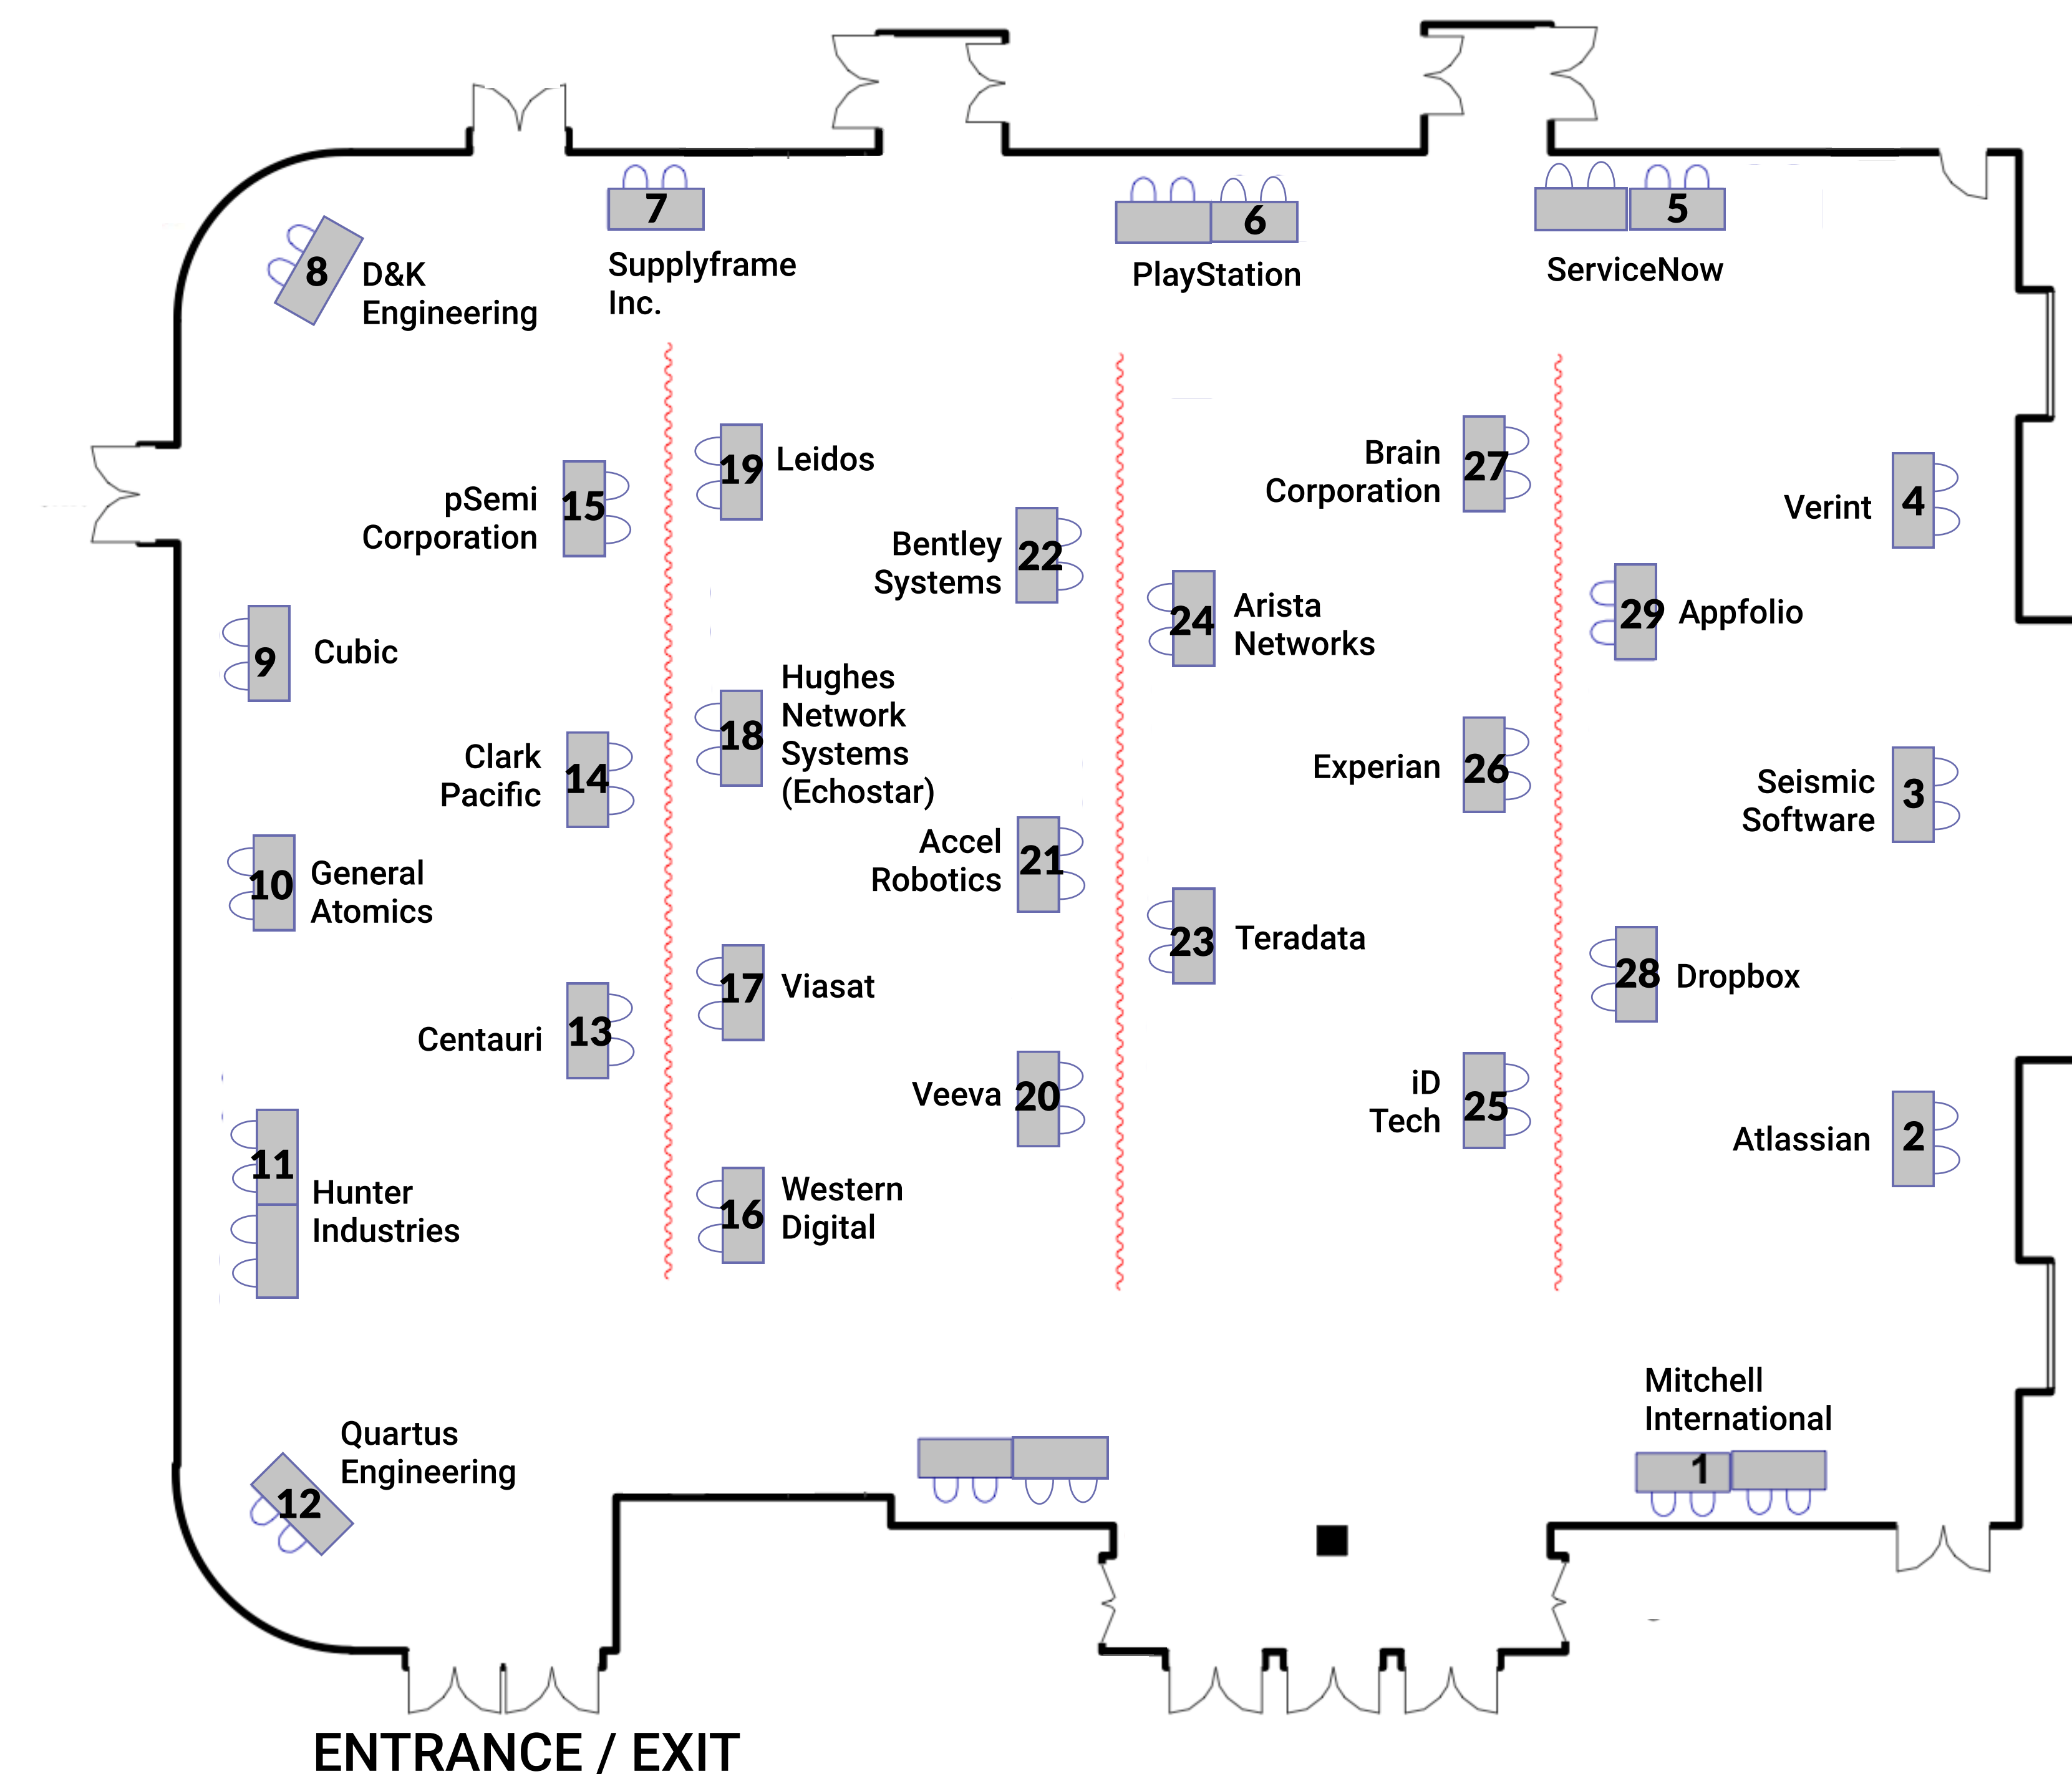 7
Supplyframe
Inc.
6
PlayStation
5
ServiceNow
8
D&K
Engineering
19
Leidos
15
pSemi
Corporation
22
Bentley
Systems
27
Brain
Corporation
4
Verint
24
Arista
Networks
29
Appfolio
9
Cubic
18
Hughes
Network
Systems
(Echostar)
14
Clark
Pacific
26
Experian
3
Seismic
Software
10
General
Atomics
21
Accel
Robotics
23
Teradata
28
Dropbox
17
Viasat
13
Centauri
20
Veeva
25
iD
Tech
2
Atlassian
11
Hunter
Industries
16
Western
Digital
Mitchell
International
1
Quartus
Engineering
12
ENTRANCE / EXIT